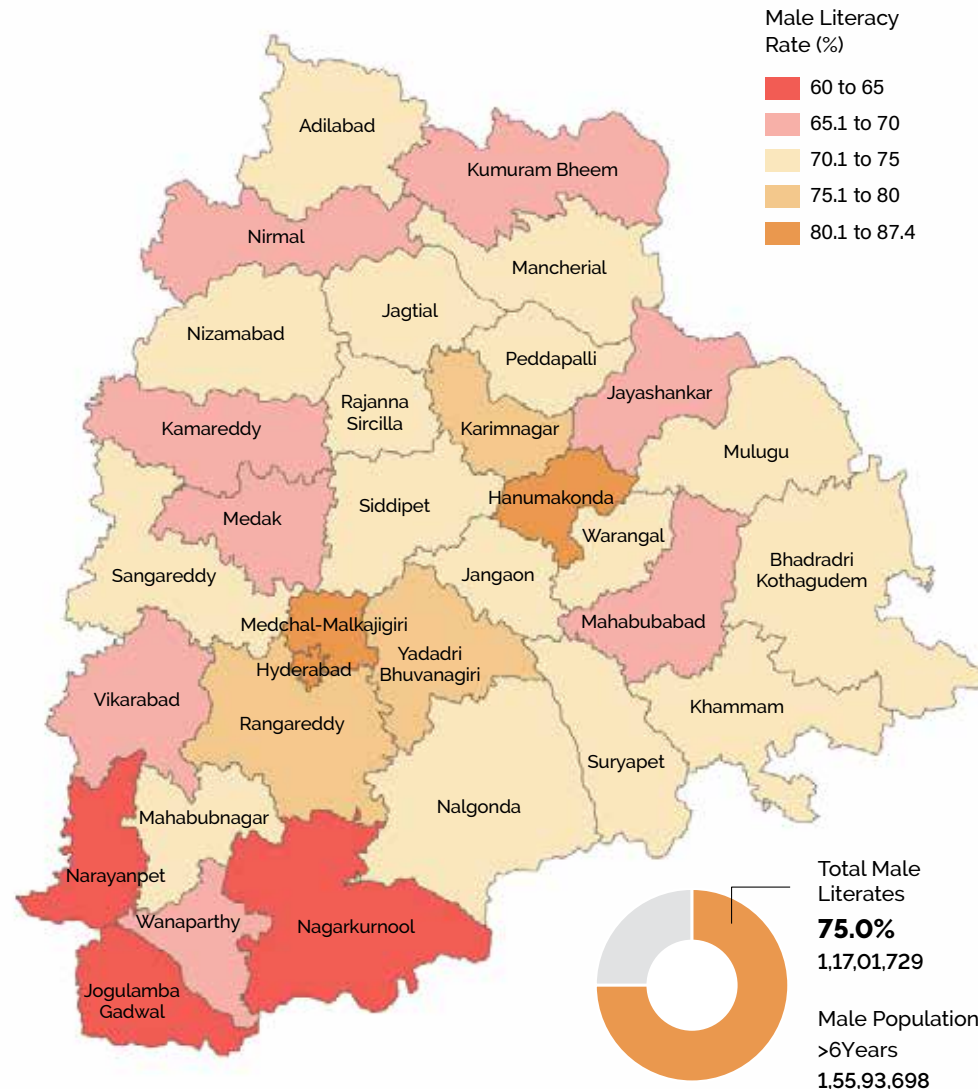 Male Literacy
Rate (%)
60 to 65
65.1 to 70
70.1 to 75
75.1 to 80
80.1 to 87.4
Adilabad
Kumuram Bheem
Nirmal
Mancherial
Jagtial
Nizamabad
Peddapalli
Jayashankar
Rajanna
Sircilla
Kamareddy
Karimnagar
Mulugu
Hanumakonda
Siddipet
Medak
Warangal
Bhadradri
Kothagudem
Sangareddy
Jangaon
Mahabubabad
Medchal-Malkajigiri
Yadadri
Bhuvanagiri
Hyderabad
Vikarabad
Khammam
Rangareddy
Suryapet
Nalgonda
Mahabubnagar
Narayanpet
Wanaparthy
Nagarkurnool
Jogulamba
Gadwal
Total Male
Literates
75.0%
1,17,01,729
Male Population
>6Years
1,55,93,698